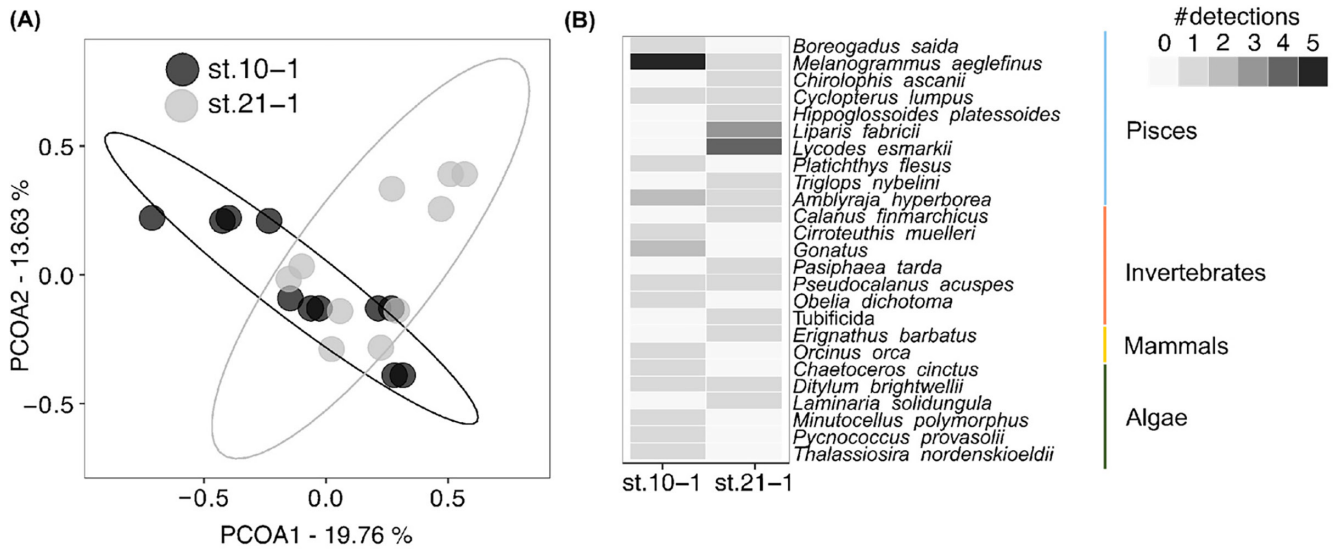 (A)
st.10−1
st.21−1
0.5
0.0
−0.5
PCOA2 - 13.63 %
−0.5
0.0
0.5
PCOA1 - 19.76 %
(B)
Boreogadus saida
Melanogrammus aeglefinus
Chirolophis ascanii
Cyclopterus lumpus
Hippoglossoides platessoides
Liparis fabricii
Lycodes esmarkii
Platichthys flesus
Triglops nybelini
Amblyraja hyperborea
Calanus finmarchicus
Cirroteuthis muelleri
Gonatus
Pasiphaea tarda
Pseudocalanus acuspes
Obelia dichotoma
Tubificida
Erignathus barbatus
Orcinus orca
Chaetoceros cinctus
Ditylum brightwellii
Laminaria solidungula
Minutocellus polymorphus
Pycnococcus provasolii
Thalassiosira nordenskioeldii
st.10−1
st.21−1
Pisces
Invertebrates
Mammals
Algae
#detections
0 1 2 3 4 5